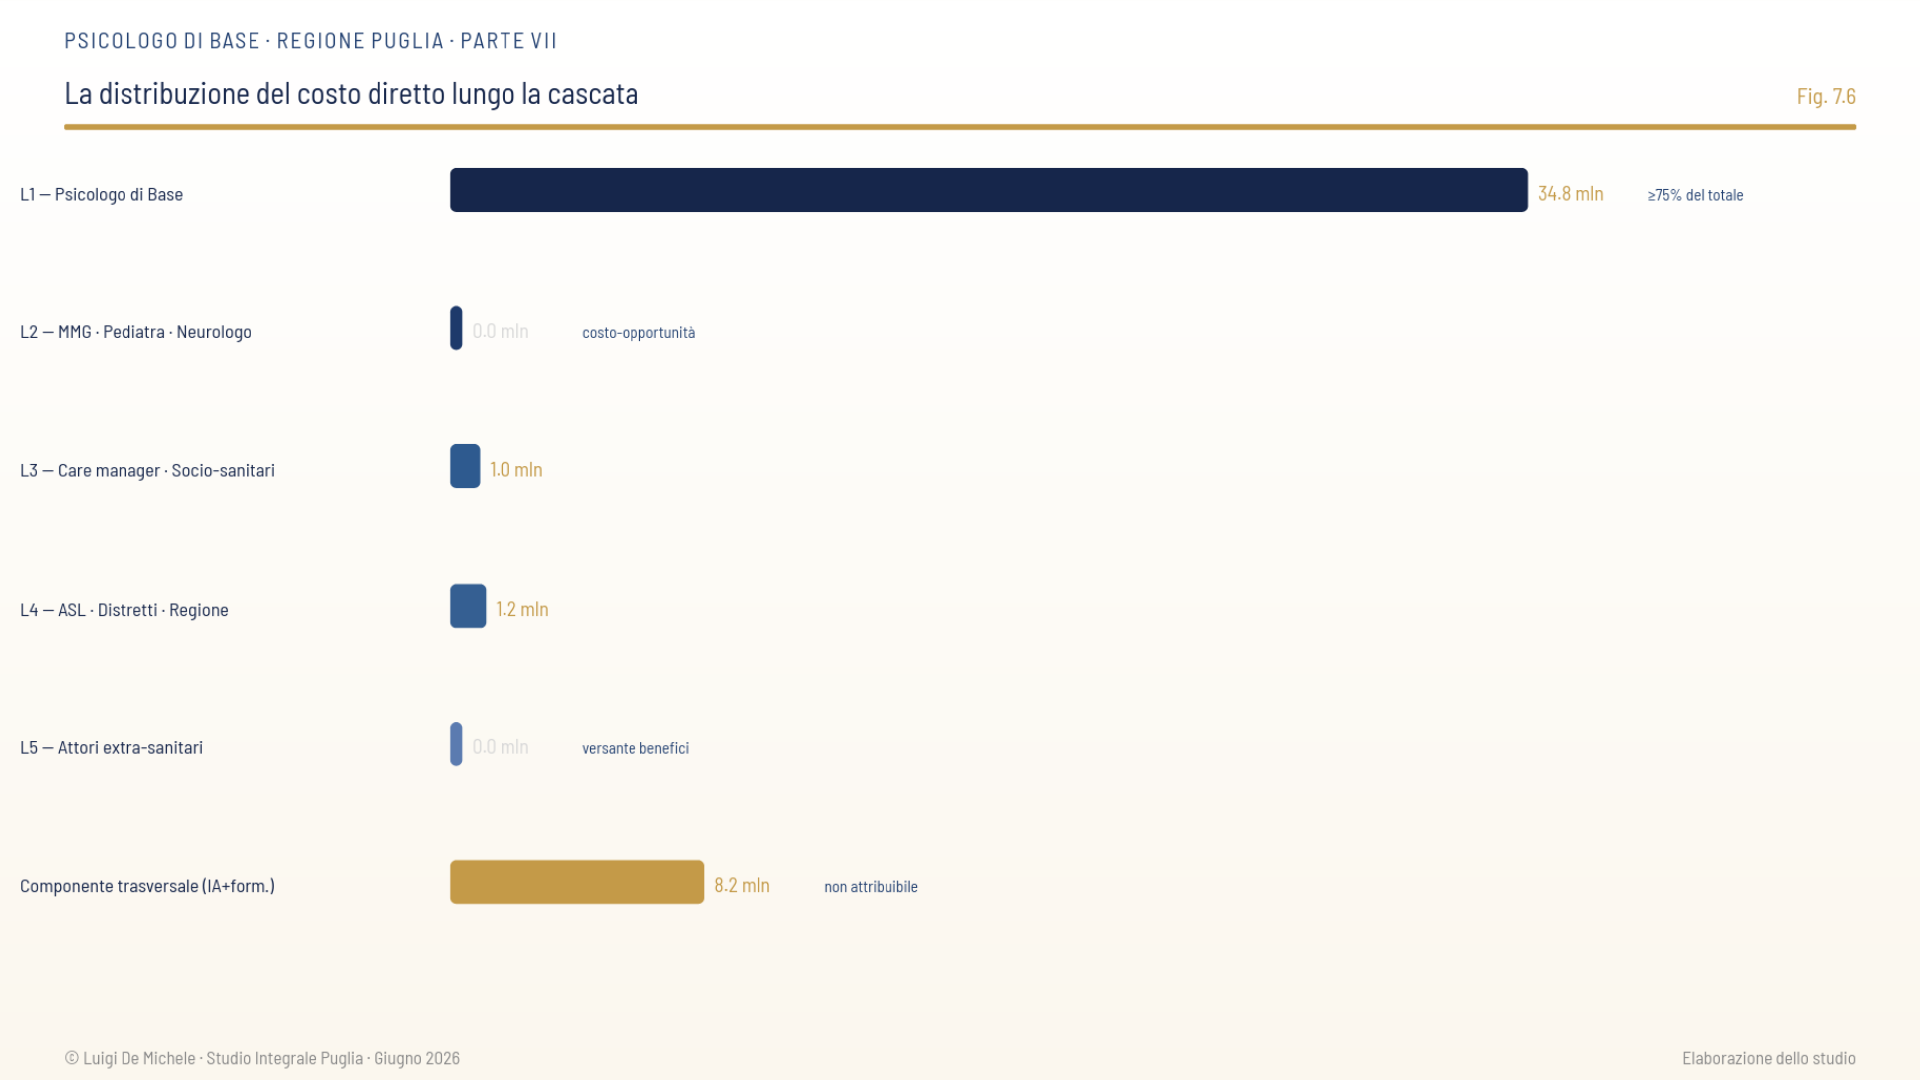 PSICOLOGO DI BASE · REGIONE PUGLIA · PARTE VII
La distribuzione del costo diretto lungo la cascata
Fig. 7.6
L1 — Psicologo di Base
34.8 mln
≥75% del totale
L2 — MMG · Pediatra · Neurologo
0.0 mln
costo-opportunità
L3 — Care manager · Socio-sanitari
1.0 mln
L4 — ASL · Distretti · Regione
1.2 mln
L5 — Attori extra-sanitari
0.0 mln
versante benefici
Componente trasversale (IA+form.)
8.2 mln
non attribuibile
© Luigi De Michele · Studio Integrale Puglia · Giugno 2026
Elaborazione dello studio